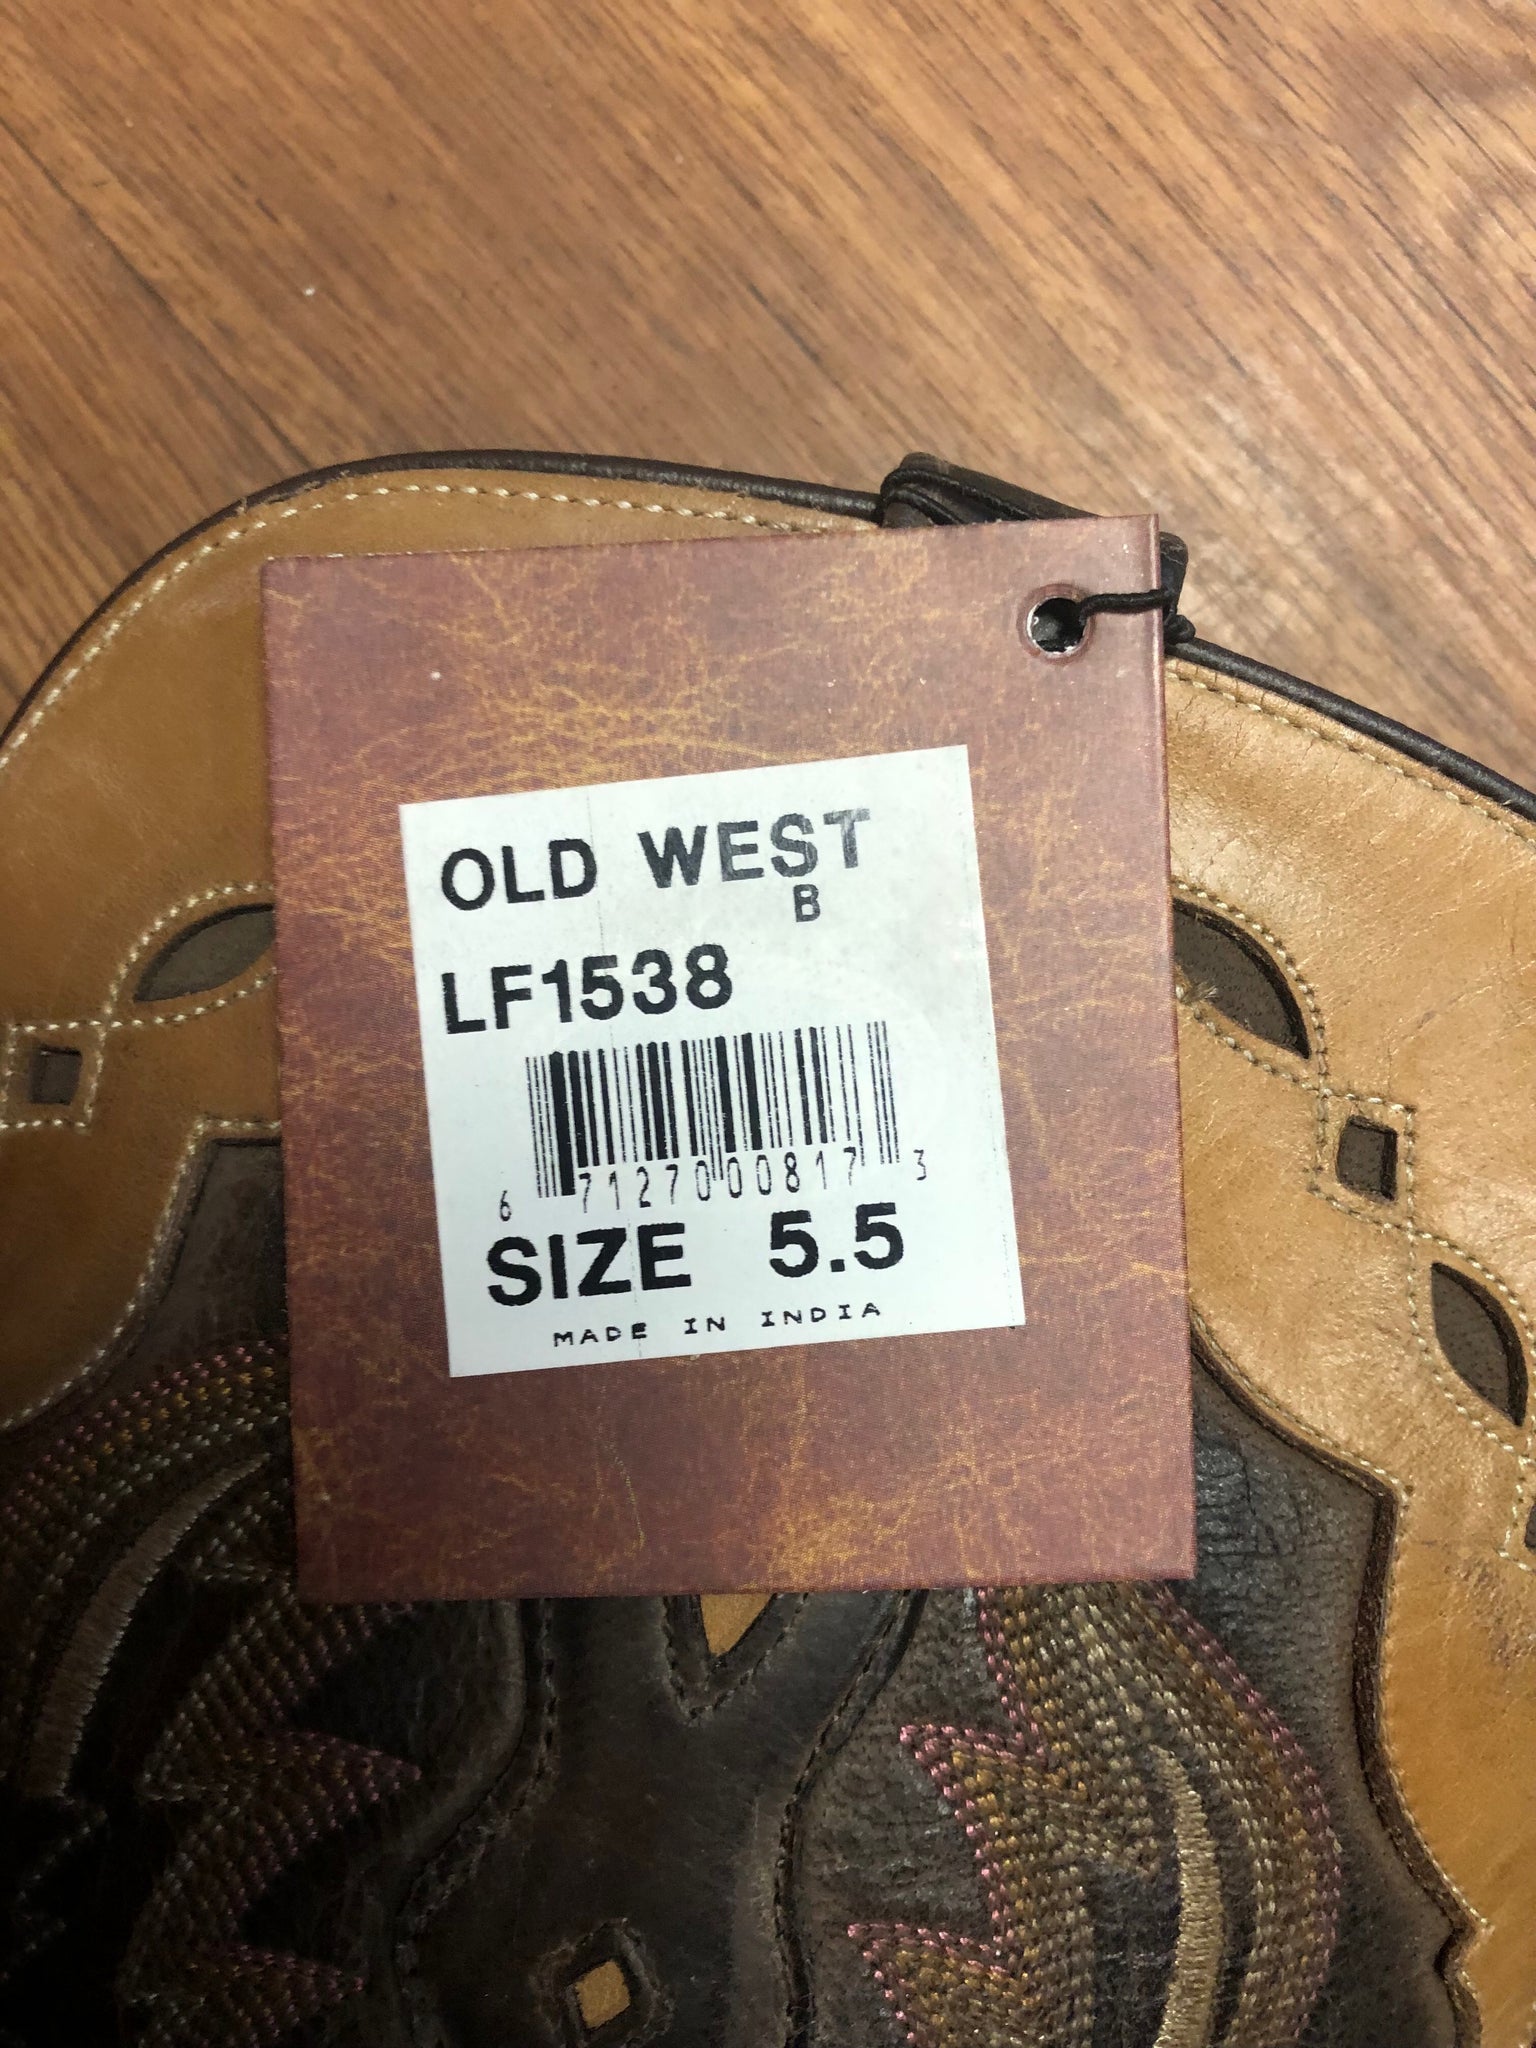 OLD WEST
B
LF1538
6 71270 00817 3
SIZE 5.5
MADE IN INDIA